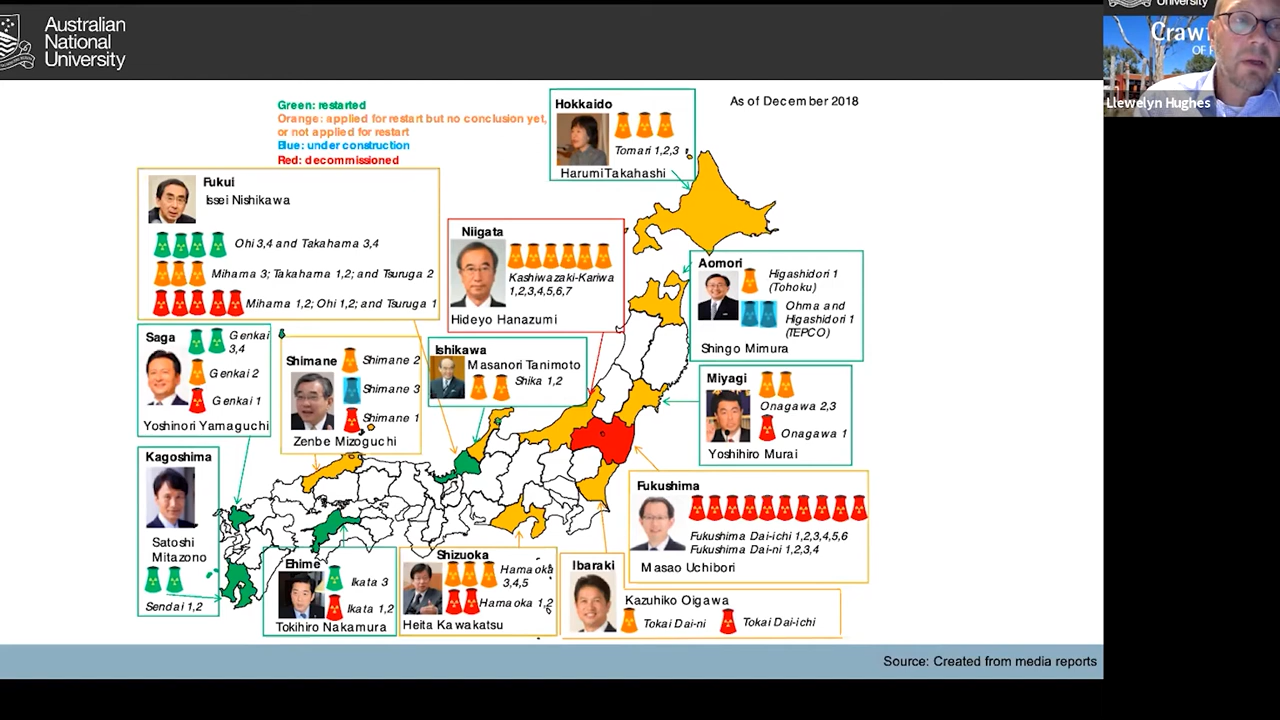 Australian
National
University
As of December 2018
Green: restarted
Orange: applied for restart but no conclusion yet,
or not applied for restart
Blue: under construction
Red: decommissioned
Hokkaido
Tomari 1,2,3
Harumi Takahashi
Fukui
Issei Nishikawa
Ohi 3,4 and Takahama 3,4
Mihama 3; Takahama 1,2; and Tsuruga 2
Mihama 1,2; Ohi 1,2; and Tsuruga 1
Niigata
Kashiwazaki-Kariwa
1,2,3,4,5,6,7
Hideyo Hanazumi
Aomori
Higashidori 1
(Tohoku)
Ohma and
Higashidori 1
(TEPCO)
Shingo Mimura
Saga
Genkai
3,4
Genkai 2
Genkai 1
Yoshinori Yamaguchi
Shimane
Shimane 2
Shimane 3
Shimane 1
Zenbe Mizoguchi
Ishikawa
Masanori Tanimoto
Shika 1,2
Miyagi
Onagawa 2,3
Onagawa 1
Yoshihiro Murai
Kagoshima
Satoshi
Mitazono
Sendai 1,2
Fukushima
Fukushima Dai-ichi 1,2,3,4,5,6
Fukushima Dai-ni 1,2,3,4
Masao Uchibori
Ehime
Ikata 3
Ikata 1,2
Tokihiro Nakamura
Shizuoka
Hamaoka
3,4,5
Hamaoka 1,2
Heita Kawakatsu
Ibaraki
Kazuhiko Oigawa
Tokai Dai-ni
Tokai Dai-ichi
Source: Created from media reports
University
Crawf
OF P
Llewelyn Hughes